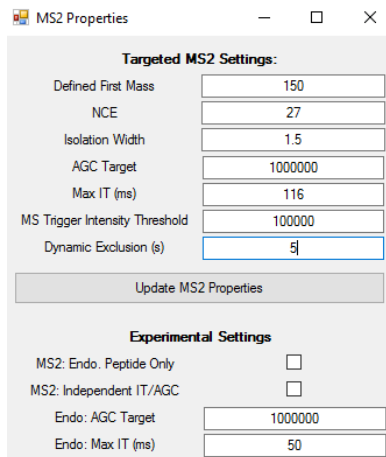 MS2 Properties
Targeted MS2 Settings:
Defined First Mass 150
NCE 27
Isolation Width 1.5
AGC Target 1000000
Max IT (ms) 116
MS Trigger Intensity Threshold 100000
Dynamic Exclusion (s) 5
Update MS2 Properties
Experimental Settings
MS2: Endo. Peptide Only
MS2: Independent IT/AGC
Endo: AGC Target 1000000
Endo: Max IT (ms) 50